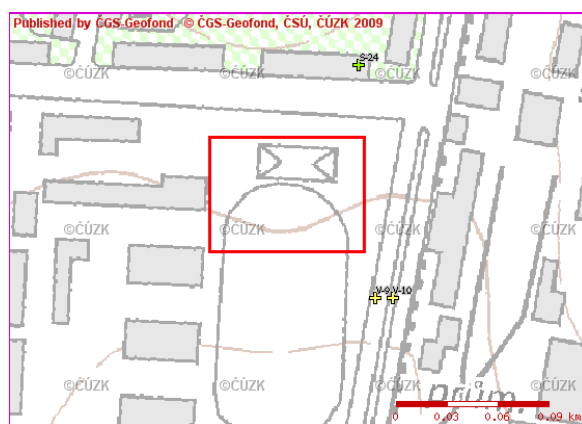 Published by ČGS-Geofond, © ČGS-Geofond, ČSÚ, ČÚZK 2009
S-24
©ČÚZK ©ČÚZK ©ČÚZK
©ČÚZK ©ČÚZK ©ČÚZK
V-9 V-10
©ČÚZK ©ČÚZK ©ČÚZK
prům.
0 0.03 0.06 0.09 km